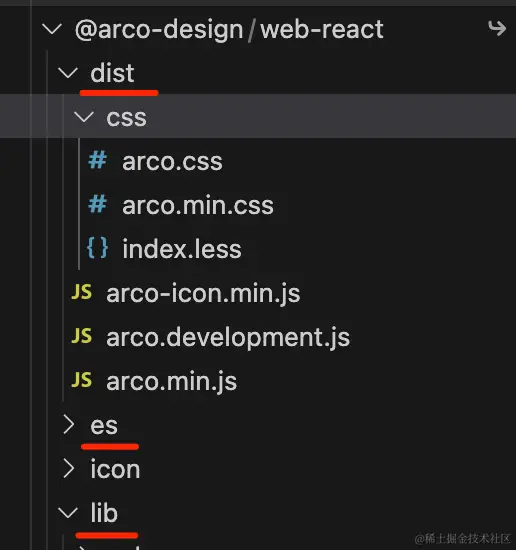 @arco-design/web-react
dist
css
# arco.css
# arco.min.css
{} index.less
JS arco-icon.min.js
JS arco.development.js
JS arco.min.js
es
icon
lib
@稀土掘金技术社区